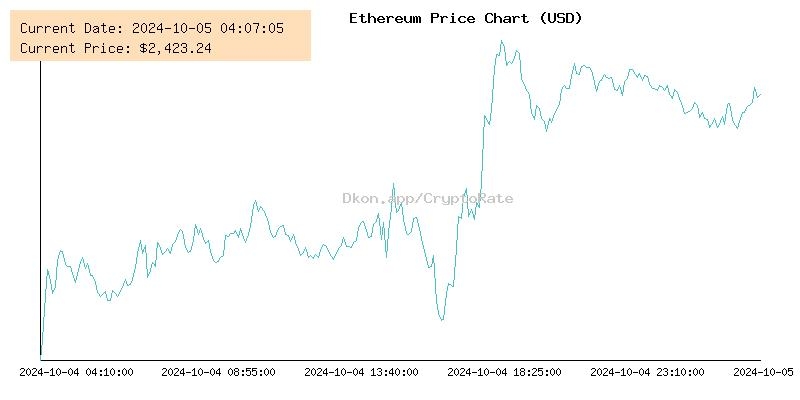 Ethereum Price Chart (USD)
Current Date: 2024-10-05 04:07:05
Current Price: $2,423.24
Dkon.app/CryptoRate
2024-10-04 04:10:00
2024-10-04 08:55:00
2024-10-04 13:40:00
2024-10-04 18:25:00
2024-10-04 23:10:00
2024-10-05